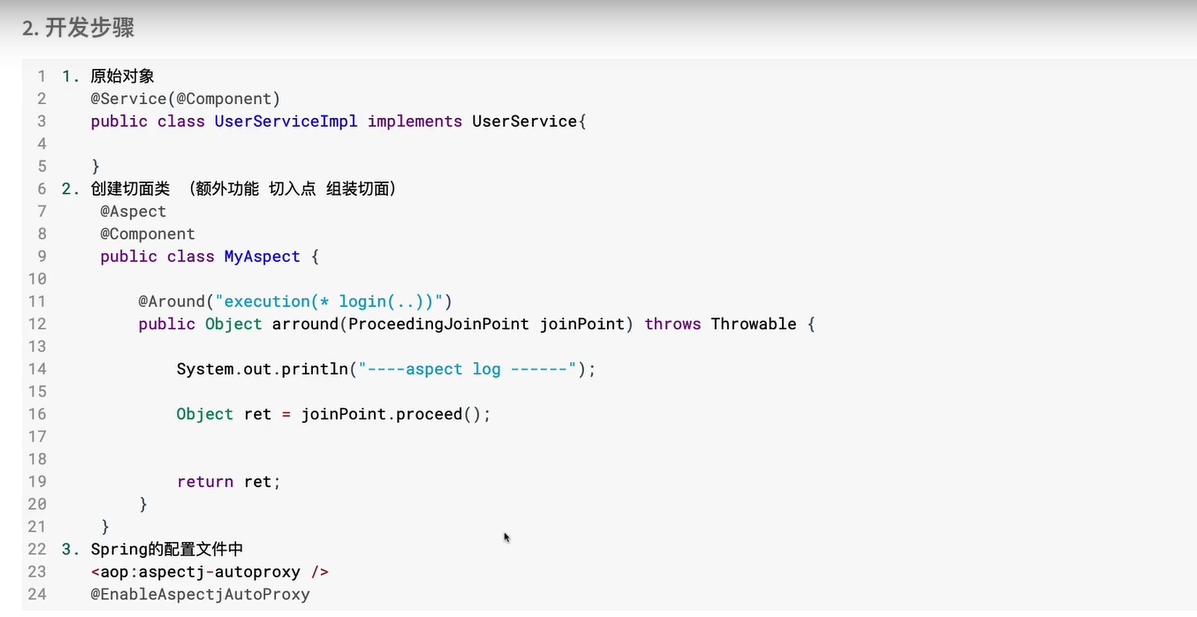 2. 开发步骤
1 1. 原始对象
2 @Service(@Component)
3 public class UserServiceImpl implements UserService{
4
5 }
6 2. 创建切面类 （额外功能 切入点 组装切面）
7 @Aspect
8 @Component
9 public class MyAspect {
10
11 @Around("execution(* login(..))")
12 public Object arround(ProceedingJoinPoint joinPoint) throws Throwable {
13
14 System.out.println("----aspect log ------");
15
16 Object ret = joinPoint.proceed();
17
18
19 return ret;
20 }
21 }
22 3. Spring的配置文件中
23 <aop:aspectj-autoproxy />
24 @EnableAspectjAutoProxy